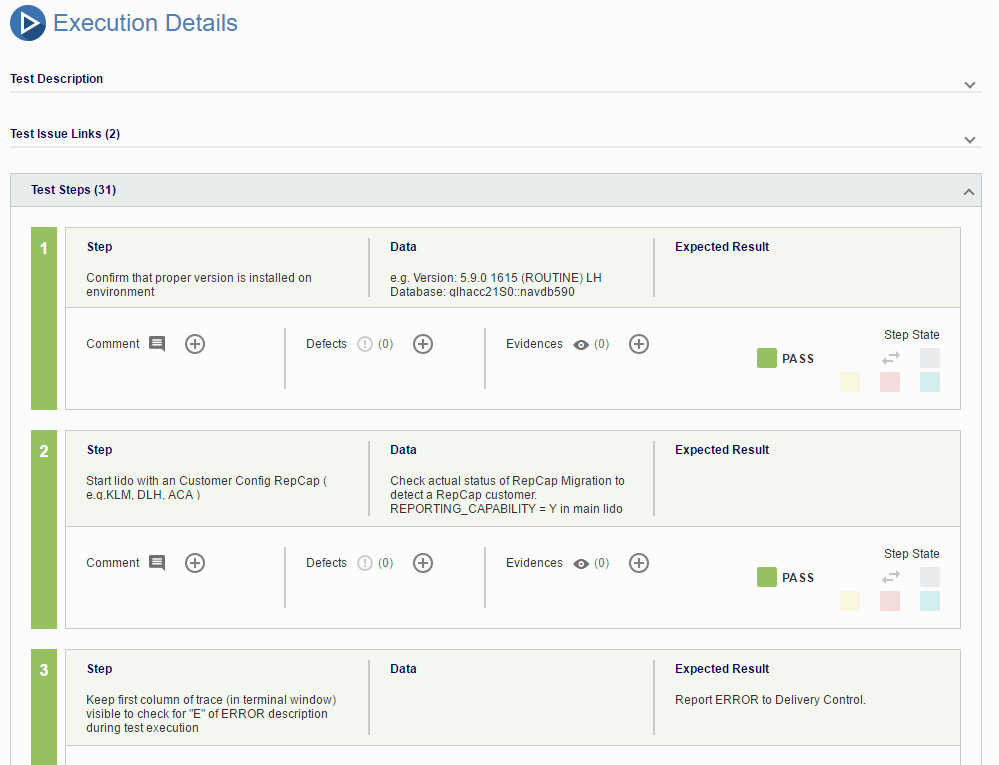 Execution Details
Test Description
Test Issue Links (2)
Test Steps (31)
1
Step
Data
Expected Result
Confirm that proper version is installed on
environment
e.g. Version: 5.9.0 1615 (ROUTINE) LH
Database: glhacc21S0::navdb590
Comment
Defects
(0)
Evidences
(0)
Step State
PASS
2
Step
Data
Expected Result
Start lido with an Customer Config RepCap (
e.g.KLM, DLH, ACA )
Check actual status of RepCap Migration to
detect a RepCap customer.
REPORTING_CAPABILITY = Y in main lido
Comment
Defects
(0)
Evidences
(0)
Step State
PASS
3
Step
Data
Expected Result
Keep first column of trace (in terminal window)
visible to check for "E" of ERROR description
during test execution
Report ERROR to Delivery Control.